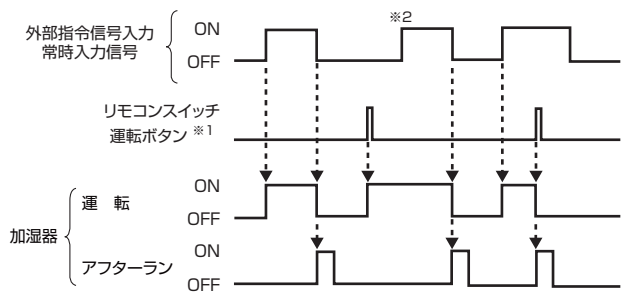 外部指令信号入力
常時入力信号
ON
OFF
※2
リモコンスイッチ
運転ボタン ※1
加湿器
運 転
ON
OFF
アフターラン
ON
OFF